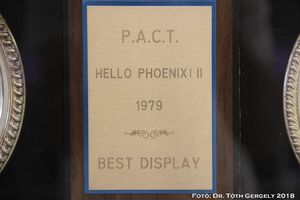 P.A.C.T.
HELLO PHOENIX! II
1979
BEST DISPLAY
Fotó: Dr. Tóth Gergely 2018